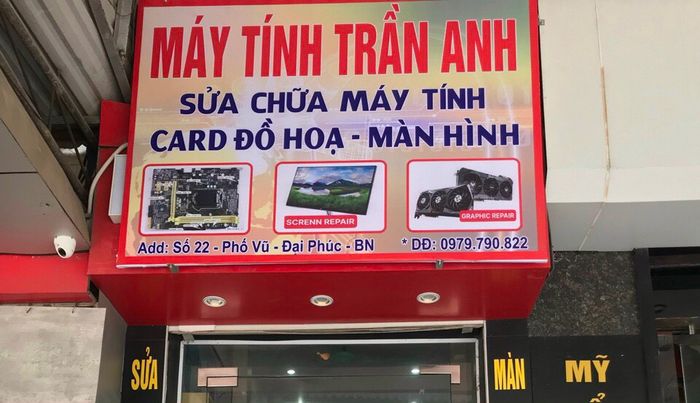 MÁY TÍNH TRẦN ANH
SỬA CHỮA MÁY TÍNH
CARD ĐỒ HOẠ - MÀN HÌNH
SCRENN REPAIR
GRAPHIC REPAIR
Add: Số 22 - Phố Vũ - Đại Phúc - BN
* DĐ: 0979.790.822
SỬA
MÀN
MỸ